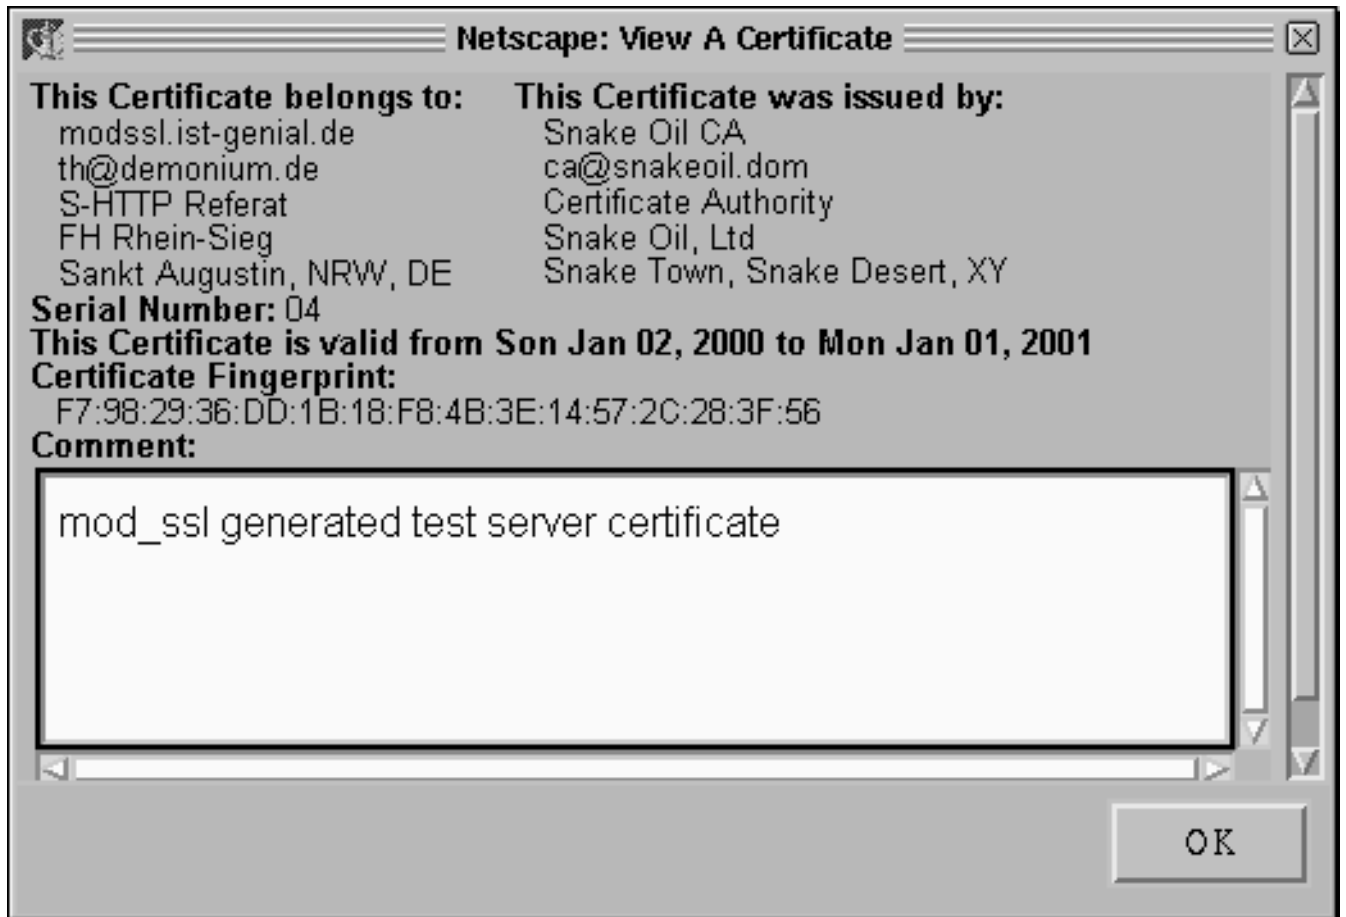 Netscape: View A Certificate
This Certificate belongs to:
modssl.ist-genial.de
th@demonium.de
S-HTTP Referat
FH Rhein-Sieg
Sankt Augustin, NRW, DE
This Certificate was issued by:
Snake Oil CA
ca@snakeoil.dom
Certificate Authority
Snake Oil, Ltd
Snake Town, Snake Desert, XY
Serial Number: 04
This Certificate is valid from Son Jan 02, 2000 to Mon Jan 01, 2001
Certificate Fingerprint:
F7:98:29:36:DD:1B:18:F8:4B:3E:14:57:2C:28:3F:56
Comment:
mod_ssl generated test server certificate
OK